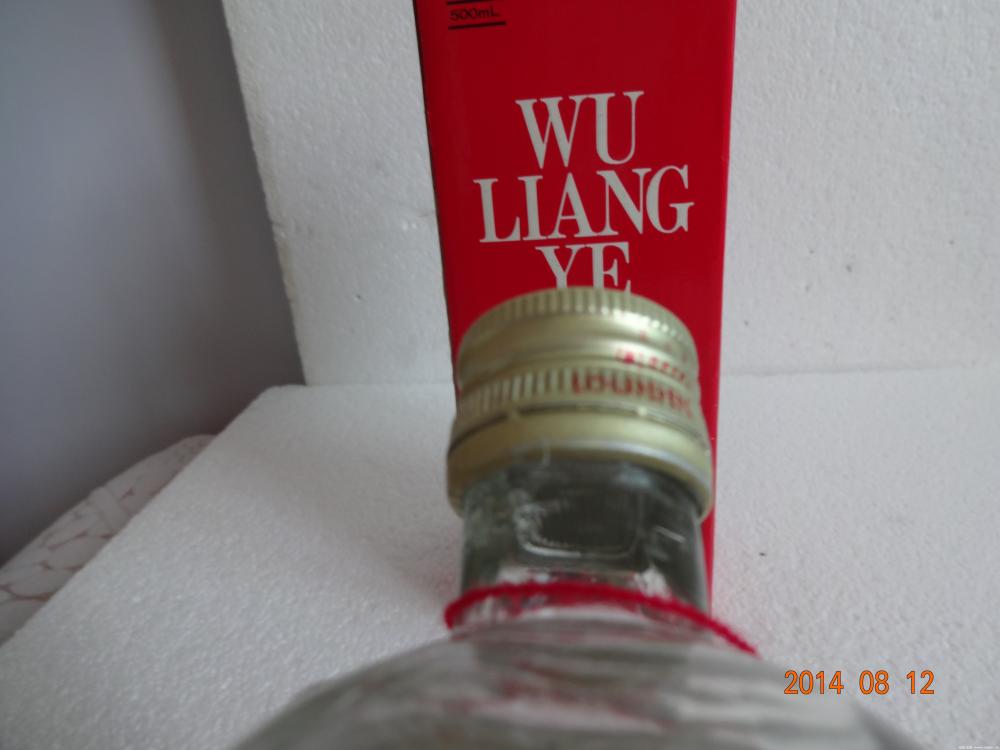 500mL
WU
LIANG
YE
2014 08 12